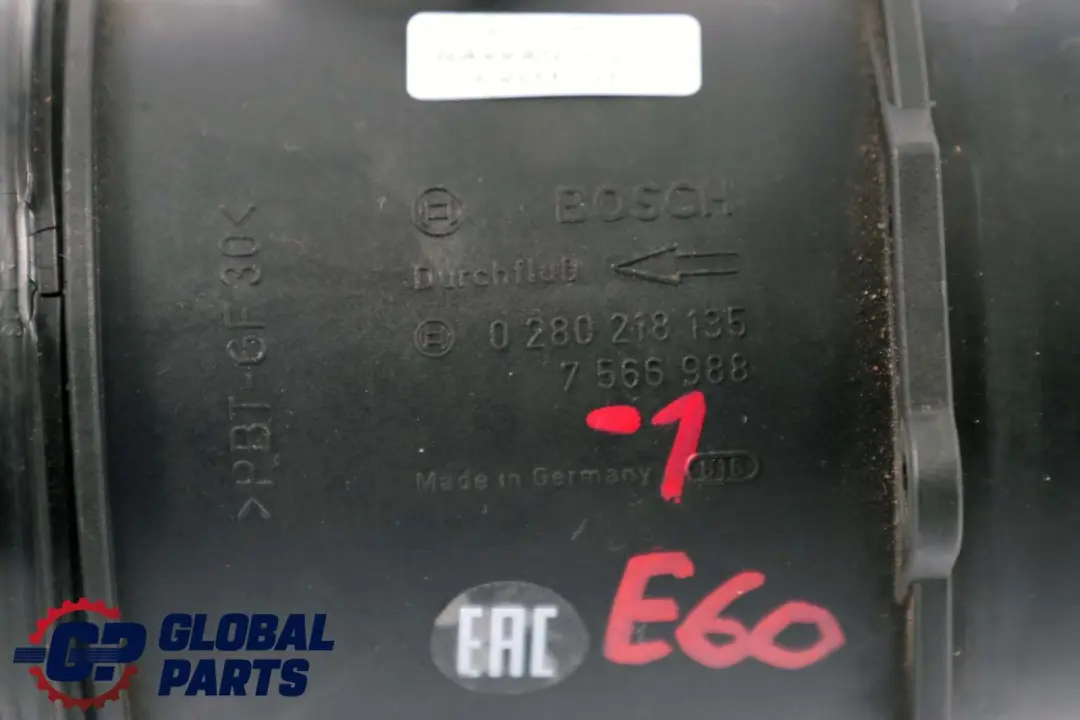 BOSCH
Durchfluß
0 280 218 135
7 566 988
-1
Made in Germany
>PBT-GF 30<
EAC
E60
GP GLOBAL
PARTS